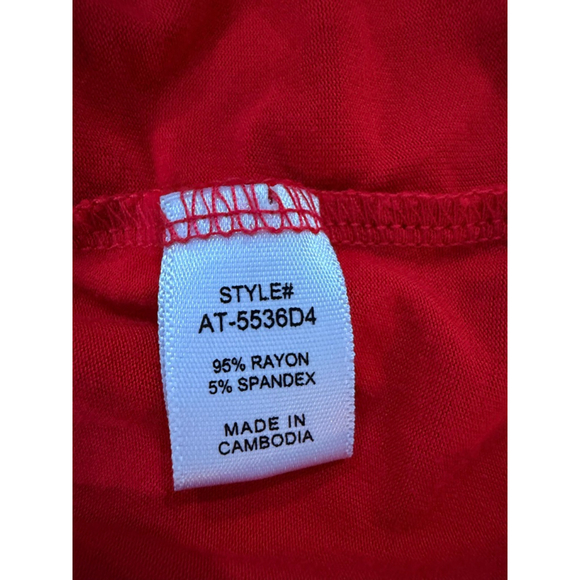 STYLE#
AT-5536D4
95% RAYON
5% SPANDEX
MADE IN
CAMBODIA